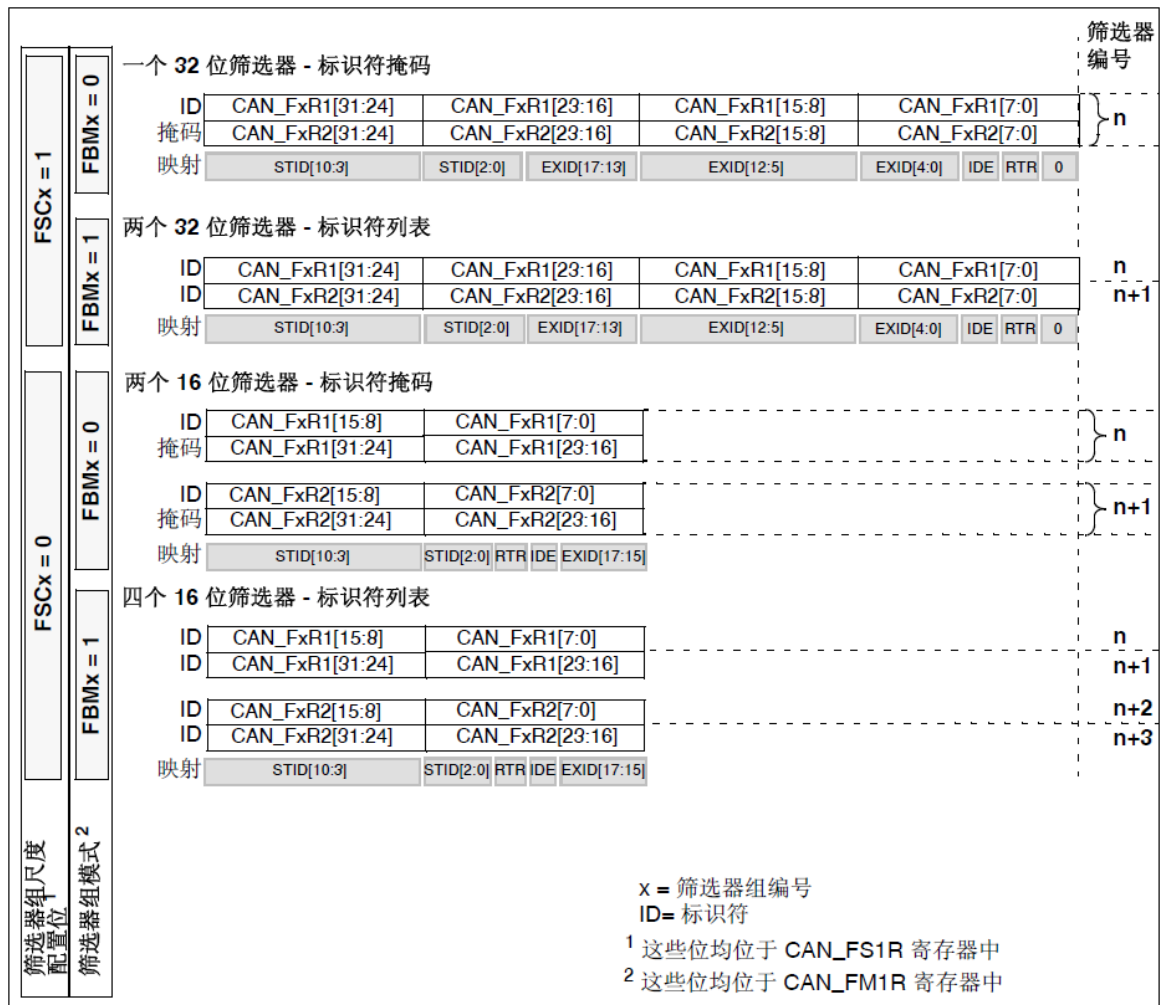 筛选器
编号
一个 32 位筛选器 - 标识符掩码
FSCx = 1
FBMx = 0
ID CAN_FxR1[31:24] CAN_FxR1[23:16] CAN_FxR1[15:8] CAN_FxR1[7:0] n
掩码 CAN_FxR2[31:24] CAN_FxR2[23:16] CAN_FxR2[15:8] CAN_FxR2[7:0]
映射 STID[10:3] STID[2:0] EXID[17:13] EXID[12:5] EXID[4:0] IDE RTR 0
两个 32 位筛选器 - 标识符列表
FBMx = 1
ID CAN_FxR1[31:24] CAN_FxR1[23:16] CAN_FxR1[15:8] CAN_FxR1[7:0] n
ID CAN_FxR2[31:24] CAN_FxR2[23:16] CAN_FxR2[15:8] CAN_FxR2[7:0] n+1
映射 STID[10:3] STID[2:0] EXID[17:13] EXID[12:5] EXID[4:0] IDE RTR 0
两个 16 位筛选器 - 标识符掩码
FSCx = 0
FBMx = 0
ID CAN_FxR1[15:8] CAN_FxR1[7:0] n
掩码 CAN_FxR1[31:24] CAN_FxR1[23:16]
ID CAN_FxR2[15:8] CAN_FxR2[7:0] n+1
掩码 CAN_FxR2[31:24] CAN_FxR2[23:16]
映射 STID[10:3] STID[2:0] RTR IDE EXID[17:15]
四个 16 位筛选器 - 标识符列表
FBMx = 1
ID CAN_FxR1[15:8] CAN_FxR1[7:0] n
ID CAN_FxR1[31:24] CAN_FxR1[23:16] n+1
ID CAN_FxR2[15:8] CAN_FxR2[7:0] n+2
ID CAN_FxR2[31:24] CAN_FxR2[23:16] n+3
映射 STID[10:3] STID[2:0] RTR IDE EXID[17:15]
筛选器组尺度
配置位 1
筛选器组模式 2
x = 筛选器组编号
ID= 标识符
1 这些位均位于 CAN_FS1R 寄存器中
2 这些位均位于 CAN_FM1R 寄存器中